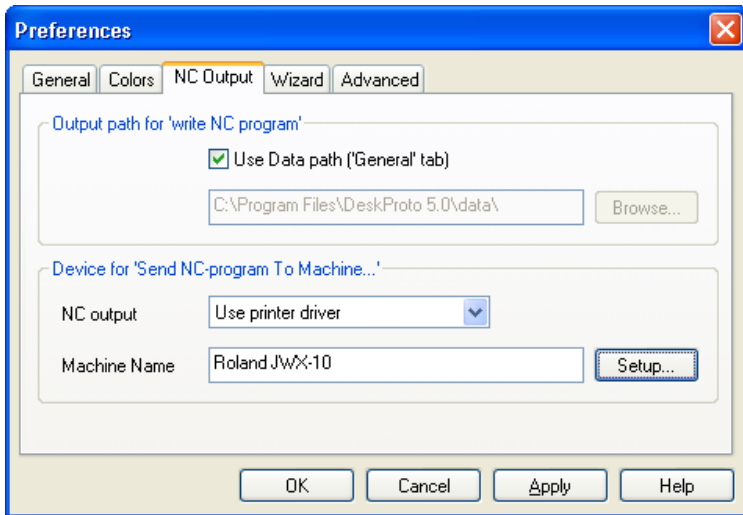 Preferences
General Colors NC Output Wizard Advanced
Output path for 'write NC program'
Use Data path ('General' tab)
C:\Program Files\DeskProto 5.0\data\ Browse...
Device for 'Send NC-program To Machine...'
NC output Use printer driver
Machine Name Roland JWX-10 Setup...
OK Cancel Apply Help